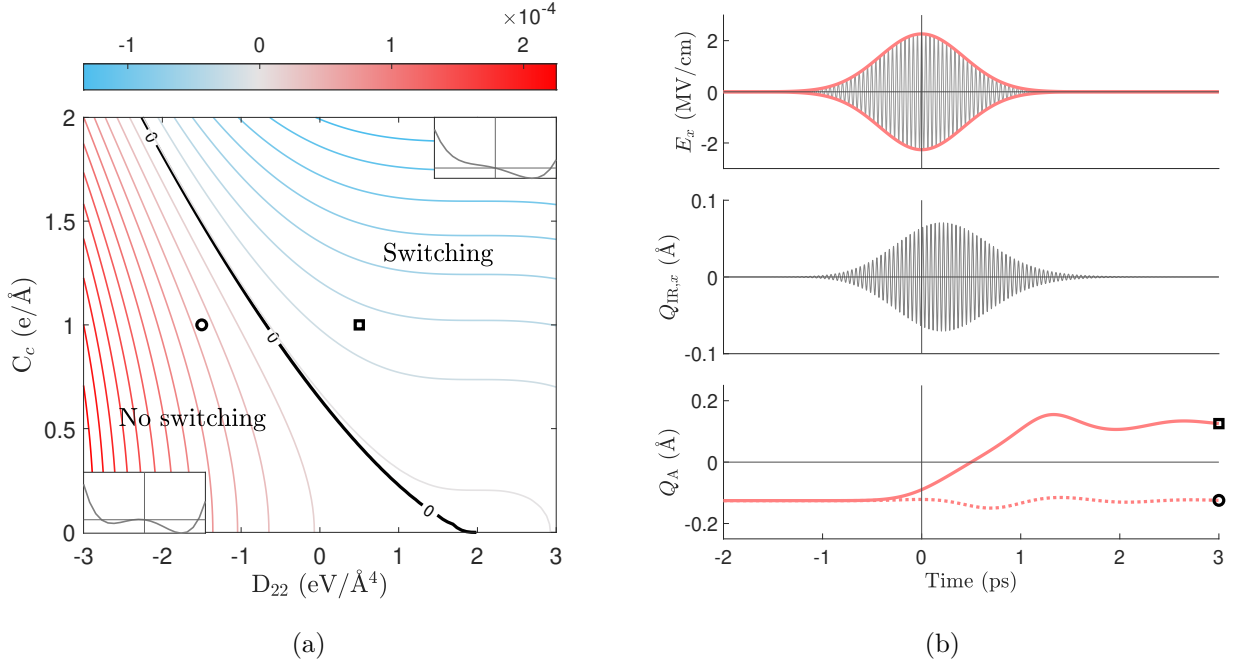 ×10⁻⁴
-1 0 1 2
2
1.5
1
0.5
0
C_c (e/Å)
0
0
0
Switching
No switching
-3 -2 -1 0 1 2 3
D₂₂ (eV/Å⁴)
(a)
2
0
-2
E_x (MV/cm)
0.1
0
-0.1
Q_IR,x (Å)
0.2
0
-0.2
Q_A (Å)
-2 -1 0 1 2 3
Time (ps)
(b)